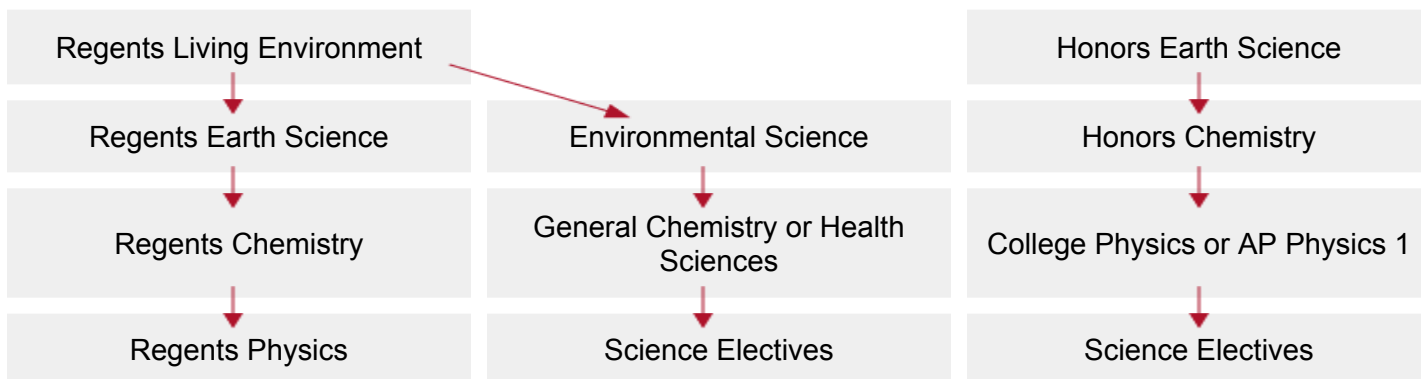 Regents Living Environment
Honors Earth Science
Regents Earth Science
Environmental Science
Honors Chemistry
Regents Chemistry
General Chemistry or Health
Sciences
College Physics or AP Physics 1
Regents Physics
Science Electives
Science Electives